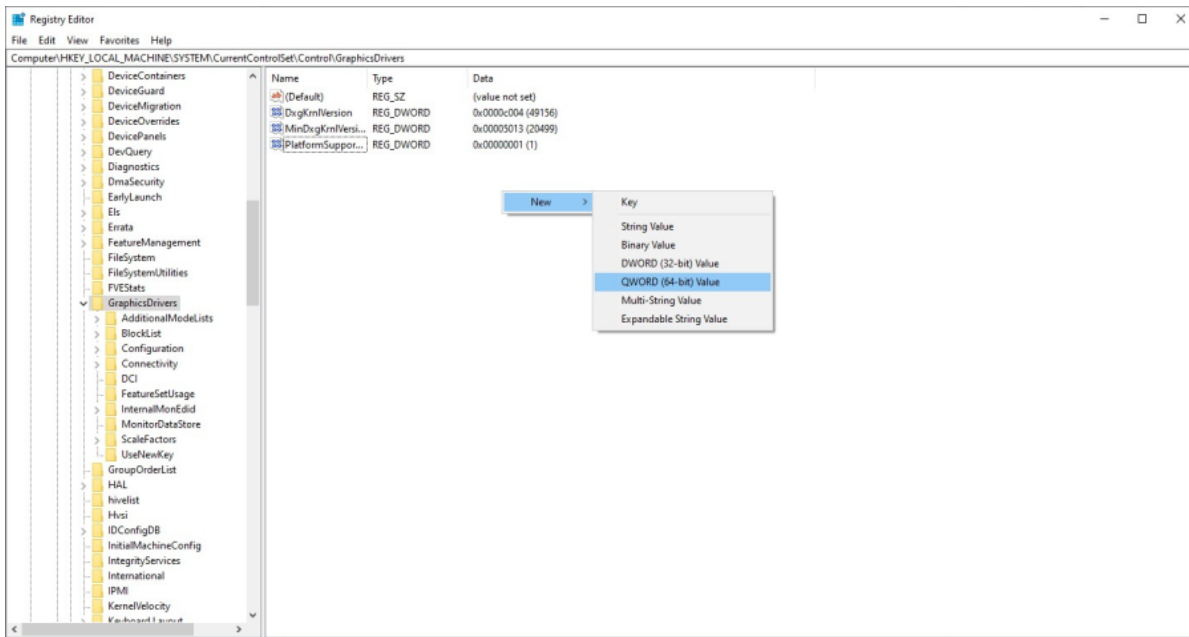 Registry Editor
File Edit View Favorites Help
Computer\HKEY_LOCAL_MACHINE\SYSTEM\CurrentControlSet\Control\GraphicsDrivers
DeviceContainers
DeviceGuard
DeviceMigration
DeviceOverrides
DevicePanels
DevQuery
Diagnostics
DmaSecurity
EarlyLaunch
Els
Errata
FeatureManagement
FileSystem
FileSystemUtilities
FVEStats
GraphicsDrivers
AdditionalModeLists
BlockList
Configuration
Connectivity
DCI
FeatureSetUsage
InternalMonEdid
MonitorDataStore
ScaleFactors
UseNewKey
GroupOrderList
HAL
hivelist
Hvsi
IDConfigDB
InitialMachineConfig
IntegrityServices
International
IPMI
KernelVelocity
Keyboard Layout
Name Type Data
(Default) REG_SZ (value not set)
DxgKrnlVersion REG_DWORD 0x0000c004 (49156)
MinDxgKrnlVersi... REG_DWORD 0x00005013 (20499)
PlatformSuppor... REG_DWORD 0x00000001 (1)
New
Key
String Value
Binary Value
DWORD (32-bit) Value
QWORD (64-bit) Value
Multi-String Value
Expandable String Value